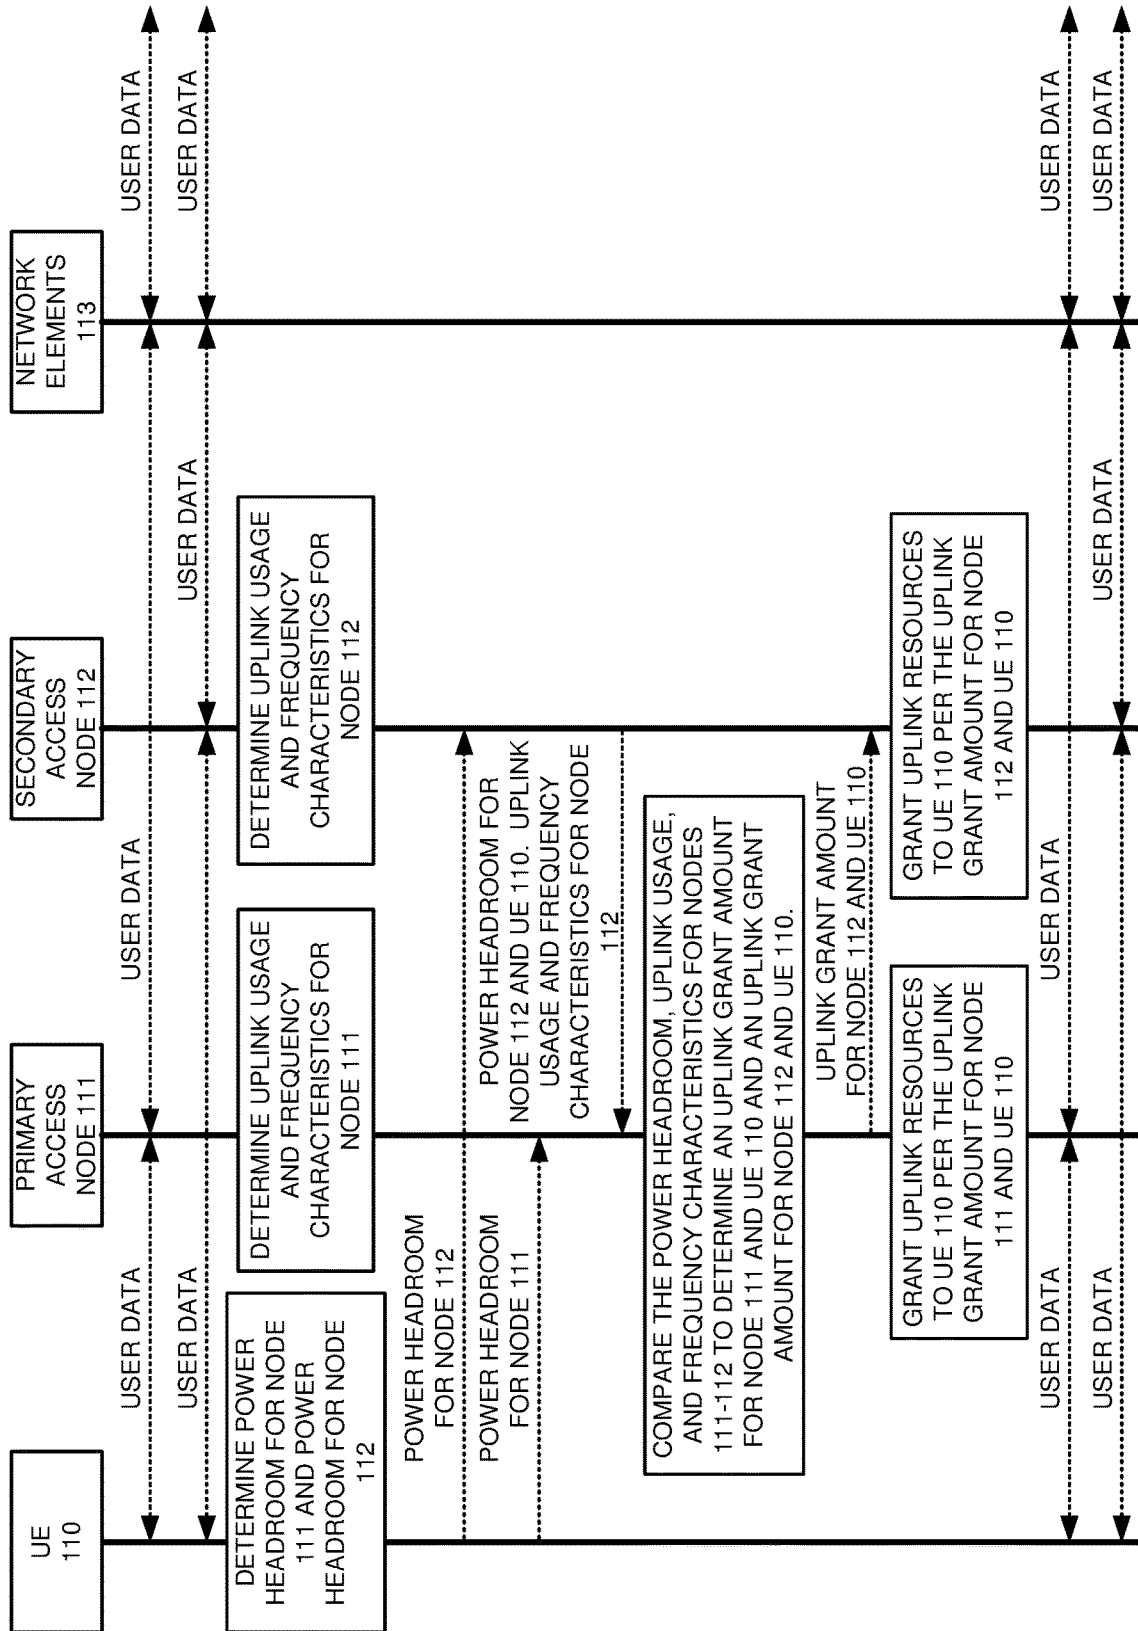 UE
110
PRIMARY
ACCESS
NODE 111
SECONDARY
ACCESS
NODE 112
NETWORK
ELEMENTS
113
USER DATA
USER DATA
USER DATA
USER DATA
USER DATA
USER DATA
DETERMINE POWER
HEADROOM FOR NODE
111 AND POWER
HEADROOM FOR NODE
112
DETERMINE UPLINK USAGE
AND FREQUENCY
CHARACTERISTICS FOR
NODE 111
DETERMINE UPLINK USAGE
AND FREQUENCY
CHARACTERISTICS FOR
NODE 112
POWER HEADROOM
FOR NODE 112
POWER HEADROOM
FOR NODE 111
POWER HEADROOM FOR
NODE 112 AND UE 110. UPLINK
USAGE AND FREQUENCY
CHARACTERISTICS FOR NODE
112
COMPARE THE POWER HEADROOM, UPLINK USAGE,
AND FREQUENCY CHARACTERISTICS FOR NODES
111-112 TO DETERMINE AN UPLINK GRANT AMOUNT
FOR NODE 111 AND UE 110 AND AN UPLINK GRANT
AMOUNT FOR NODE 112 AND UE 110.
UPLINK GRANT AMOUNT
FOR NODE 112 AND UE 110
GRANT UPLINK RESOURCES
TO UE 110 PER THE UPLINK
GRANT AMOUNT FOR NODE
111 AND UE 110
GRANT UPLINK RESOURCES
TO UE 110 PER THE UPLINK
GRANT AMOUNT FOR NODE
112 AND UE 110
USER DATA
USER DATA
USER DATA
USER DATA
USER DATA
USER DATA